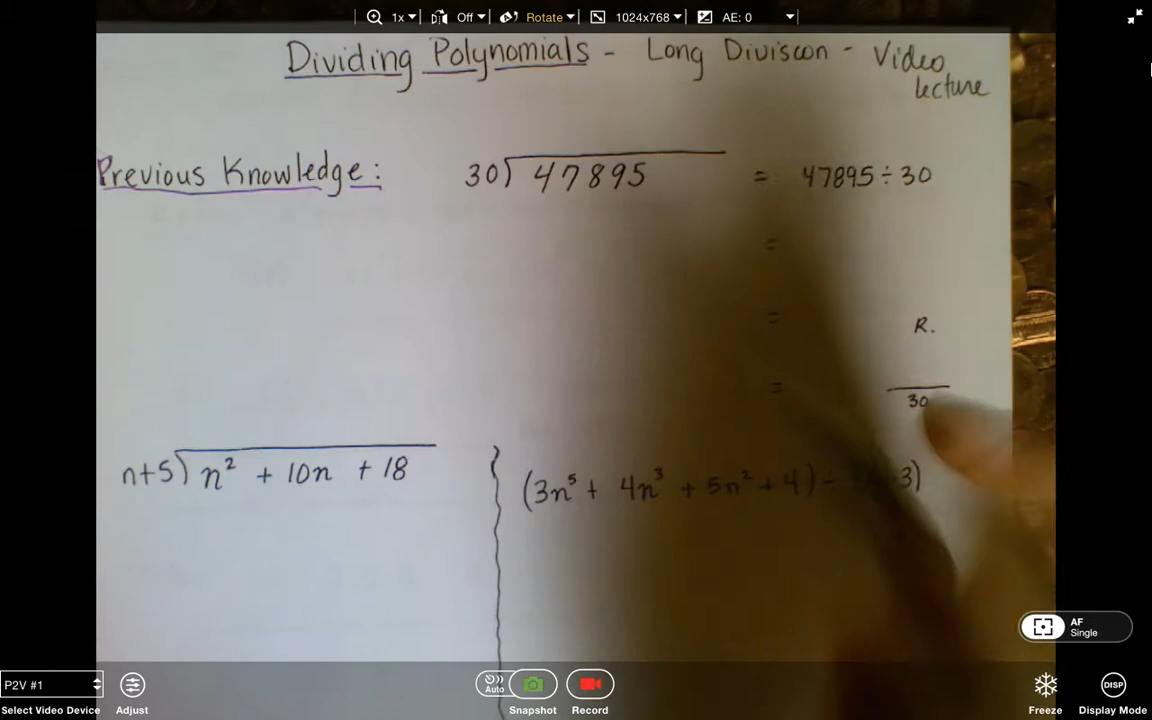 1x Off Rotate 1024x768 AE: 0
Dividing Polynomials - Long Divison - Video
lecture
Previous Knowledge: 30)47895 = 47895 ÷ 30
=
= R.
= 30
n+5)n² + 10n + 18 (3n⁵ + 4n³ + 5n² + 4) ÷ 3)
AF
Single
P2V #1 Auto
Select Video Device Adjust Snapshot Record Freeze Display Mode
DISP